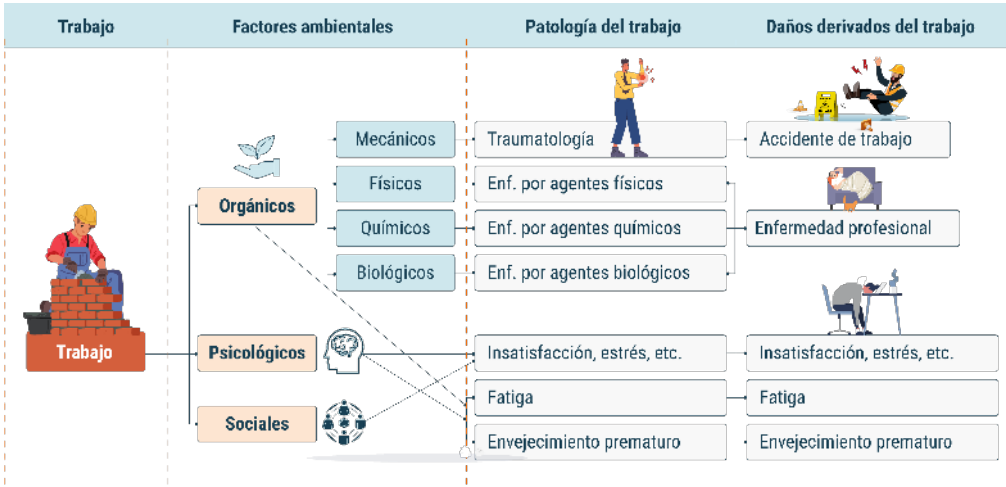 Trabajo
Factores ambientales
Patología del trabajo
Daños derivados del trabajo
Mecánicos
Traumatología
Accidente de trabajo
Físicos
Enf. por agentes físicos
Orgánicos
Químicos
Enf. por agentes químicos
Enfermedad profesional
Biológicos
Enf. por agentes biológicos
Trabajo
Psicológicos
Insatisfacción, estrés, etc.
Insatisfacción, estrés, etc.
Fatiga
Fatiga
Sociales
Envejecimiento prematuro
Envejecimiento prematuro